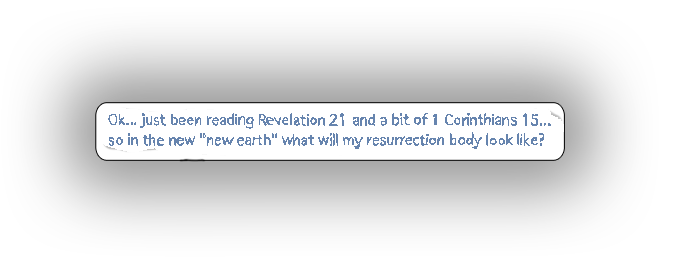 Ok... just been reading Revelation 21 and a bit of 1 Corinthians 15...
so in the new "new earth" what will my resurrection body look like?